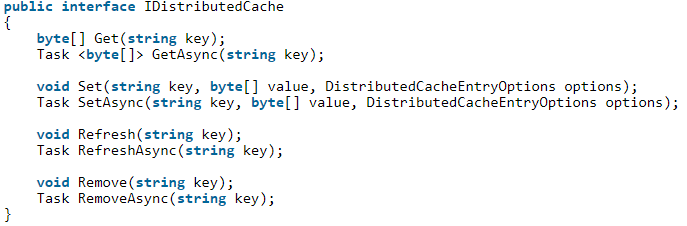 public interface IDistributedCache
{
    byte[] Get(string key);
    Task <byte[]> GetAsync(string key);

    void Set(string key, byte[] value, DistributedCacheEntryOptions options);
    Task SetAsync(string key, byte[] value, DistributedCacheEntryOptions options);

    void Refresh(string key);
    Task RefreshAsync(string key);

    void Remove(string key);
    Task RemoveAsync(string key);
}